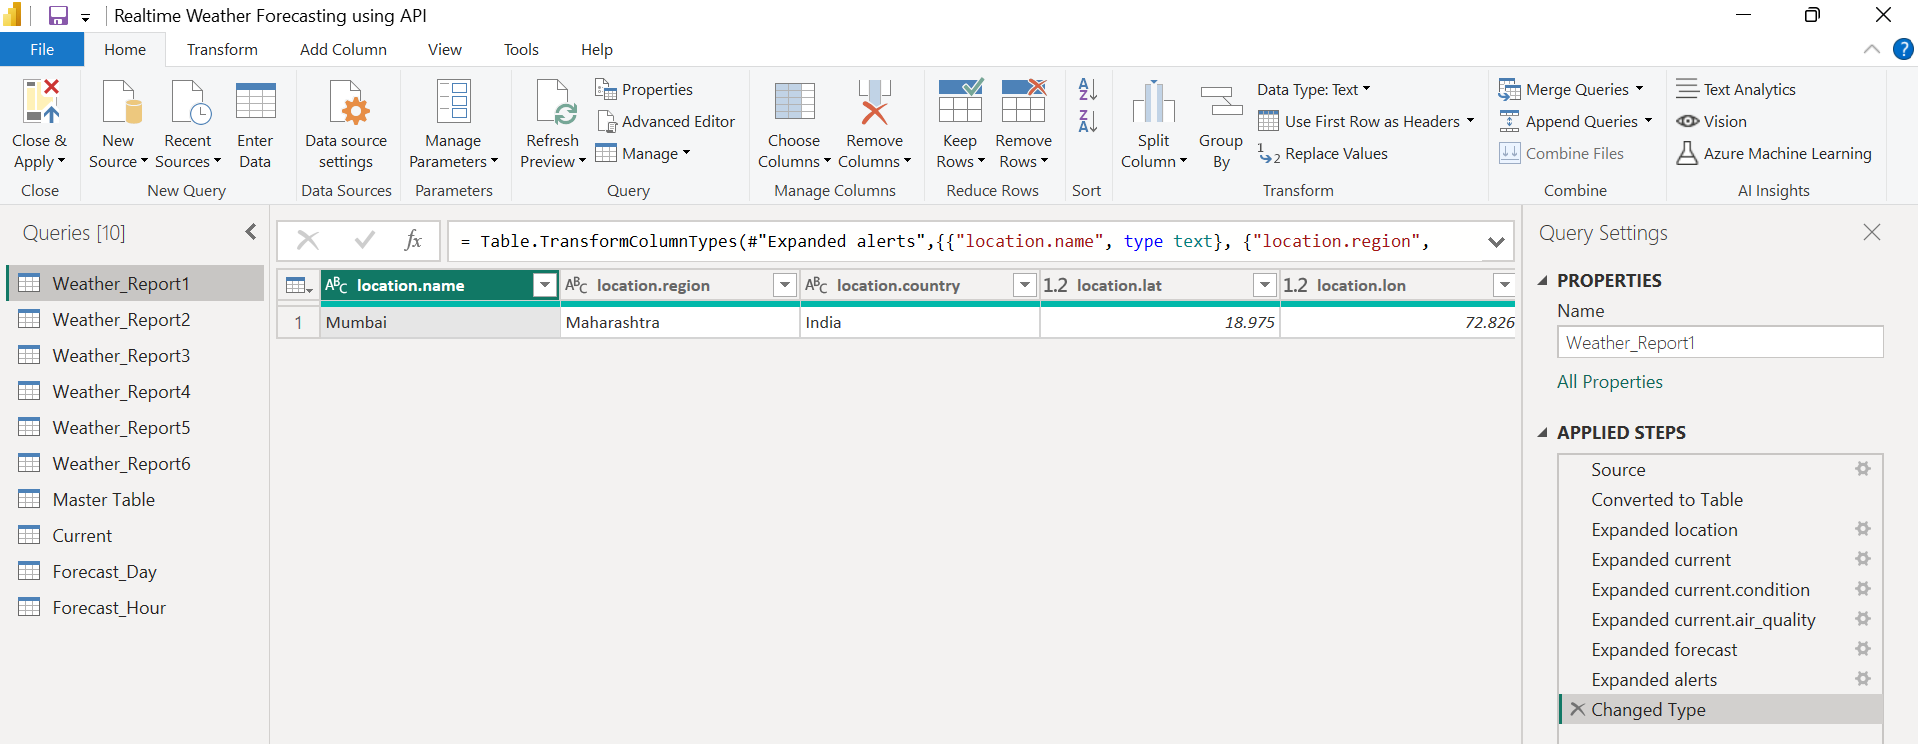 Realtime Weather Forecasting using API
File Home Transform Add Column View Tools Help
Close & Apply
Close
New Source
Recent Sources
Enter Data
New Query
Data source settings
Data Sources
Manage Parameters
Parameters
Refresh Preview
Properties
Advanced Editor
Manage
Query
Choose Columns
Remove Columns
Manage Columns
Keep Rows
Remove Rows
Reduce Rows
Sort
Split Column
Group By
Data Type: Text
Use First Row as Headers
Replace Values
Transform
Merge Queries
Append Queries
Combine Files
Combine
Text Analytics
Vision
Azure Machine Learning
AI Insights
Queries [10]
Weather_Report1
Weather_Report2
Weather_Report3
Weather_Report4
Weather_Report5
Weather_Report6
Master Table
Current
Forecast_Day
Forecast_Hour
fx = Table.TransformColumnTypes(#"Expanded alerts",{{"location.name", type text}, {"location.region",
ABC location.name ABC location.region ABC location.country 1.2 location.lat 1.2 location.lon
1 Mumbai Maharashtra India 18.975 72.826
Query Settings
PROPERTIES
Name
Weather_Report1
All Properties
APPLIED STEPS
Source
Converted to Table
Expanded location
Expanded current
Expanded current.condition
Expanded current.air_quality
Expanded forecast
Expanded alerts
Changed Type